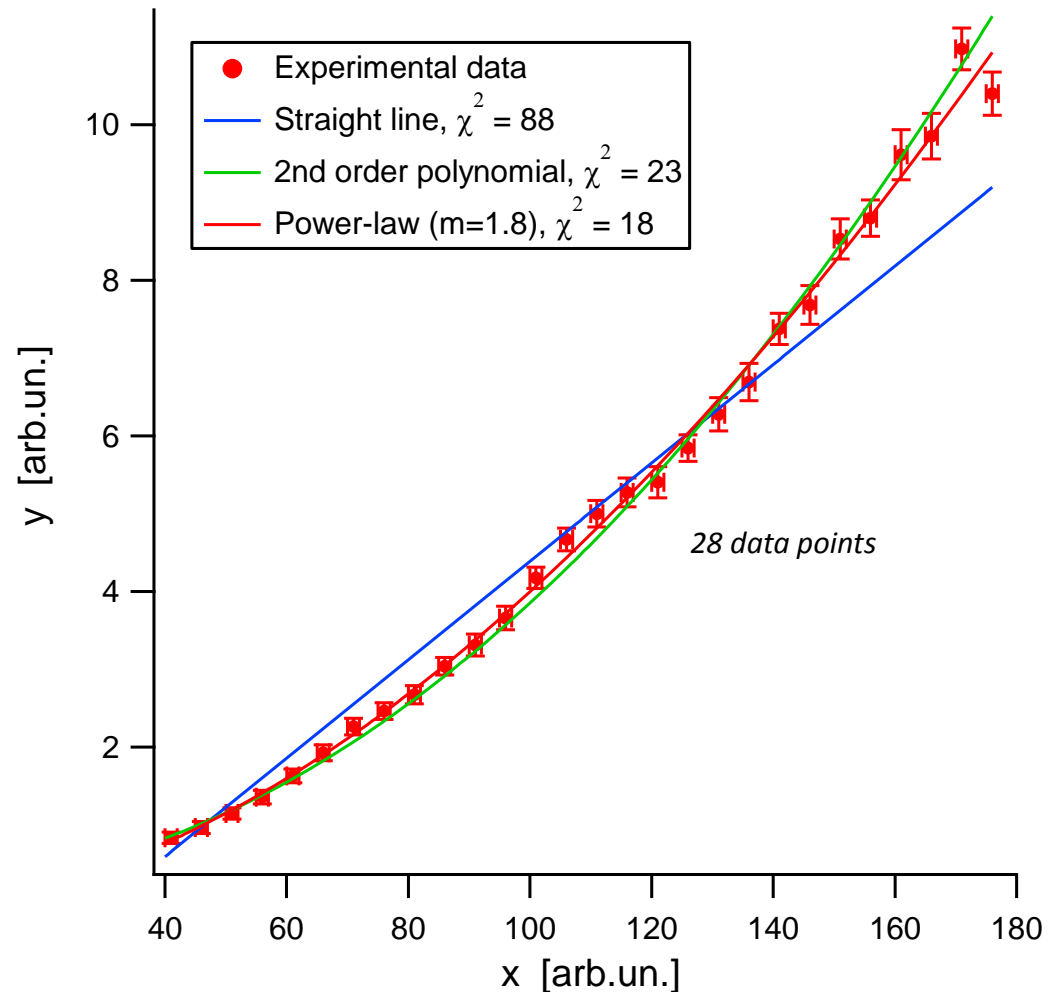 Experimental data
Straight line, χ² = 88
2nd order polynomial, χ² = 23
Power-law (m=1.8), χ² = 18
28 data points
y [arb.un.]
10
8
6
4
2
40 60 80 100 120 140 160 180
x [arb.un.]